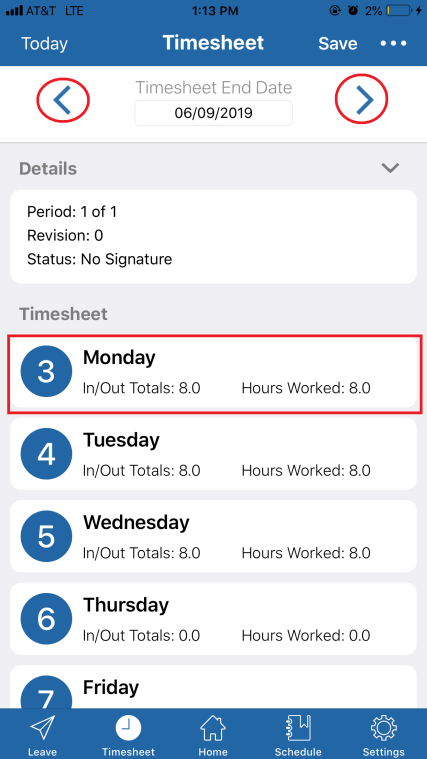 AT&T LTE 1:13 PM 2%
Today Timesheet Save •••
Timesheet End Date
06/09/2019
Details
Period: 1 of 1
Revision: 0
Status: No Signature
Timesheet
3 Monday
In/Out Totals: 8.0 Hours Worked: 8.0
4 Tuesday
In/Out Totals: 8.0 Hours Worked: 8.0
5 Wednesday
In/Out Totals: 8.0 Hours Worked: 8.0
6 Thursday
In/Out Totals: 0.0 Hours Worked: 0.0
7 Friday
Leave Timesheet Home Schedule Settings